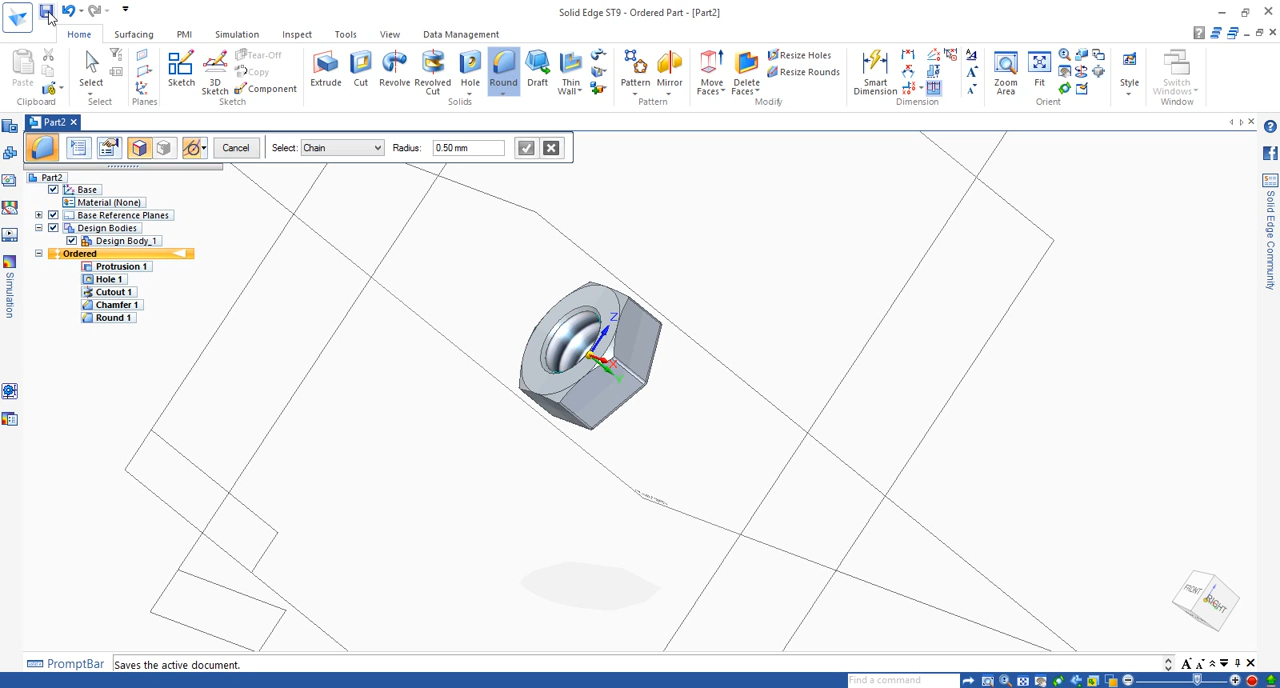 Solid Edge ST9 - Ordered Part - [Part2]
Home Surfacing PMI Simulation Inspect Tools View Data Management
Paste
Clipboard
Select
Select
Planes
Sketch
3D Sketch
Tear-Off
Copy
Component
Sketch
Extrude Cut Revolve Revolved Cut Hole Round Draft Thin Wall
Solids
Pattern Mirror
Pattern
Move Faces Delete Faces
Resize Holes
Resize Rounds
Modify
Smart Dimension
Dimension
Zoom Area Fit
Orient
Style
Switch Windows
Window
Part2
Cancel Select: Chain Radius: 0.50 mm
Part2
Base
Material (None)
Base Reference Planes
Design Bodies
Design Body_1
Ordered
Protrusion 1
Hole 1
Cutout 1
Chamfer 1
Round 1
Simulation
Solid Edge Community
Z
X
Y
FRONT
RIGHT
PromptBar Saves the active document.
Find a command